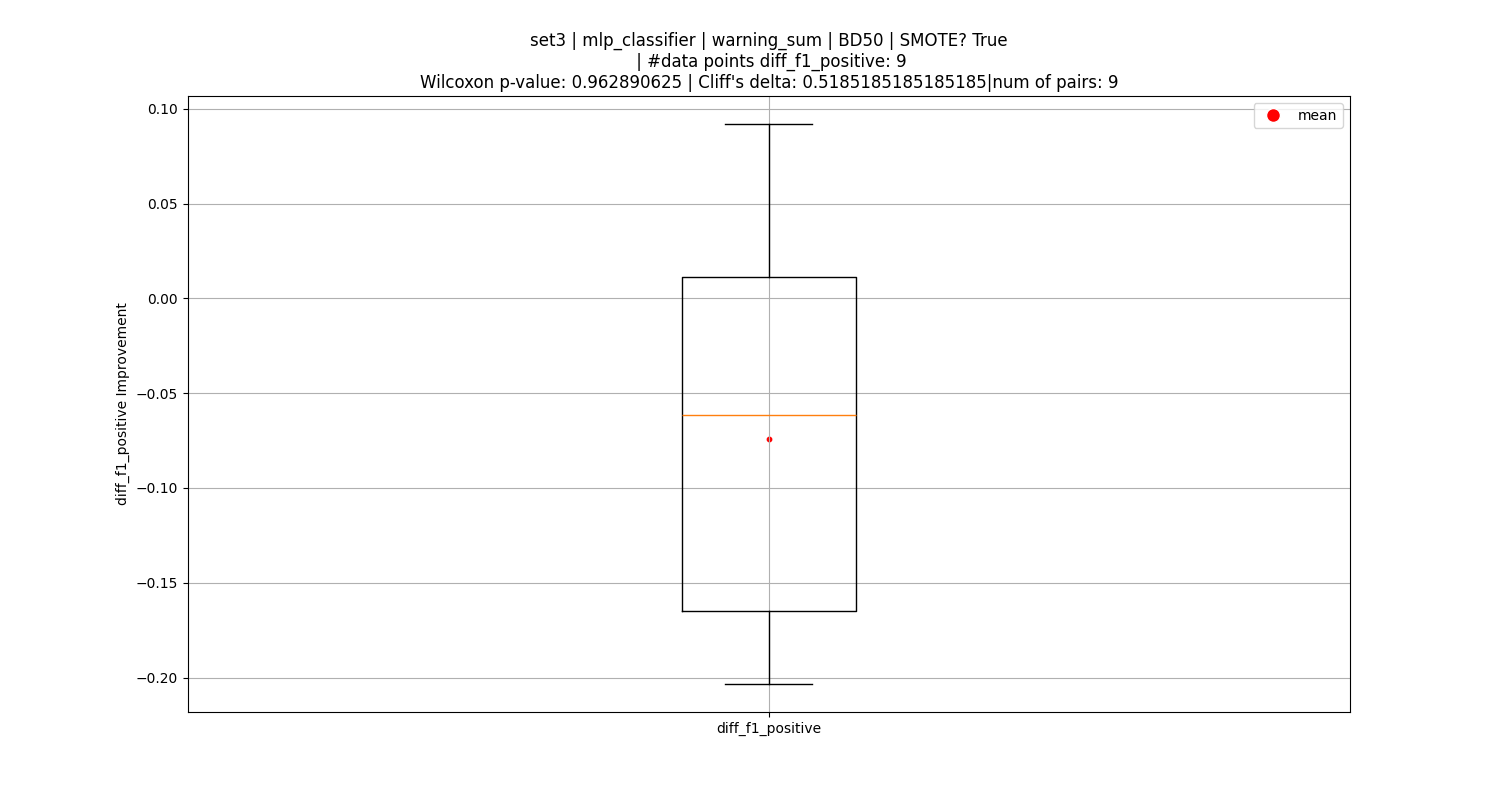 set3 | mlp_classifier | warning_sum | BD50 | SMOTE? True
| #data points diff_f1_positive: 9
Wilcoxon p-value: 0.962890625 | Cliff's delta: 0.5185185185185185|num of pairs: 9
mean
0.10
0.05
0.00
−0.05
−0.10
−0.15
−0.20
diff_f1_positive Improvement
diff_f1_positive